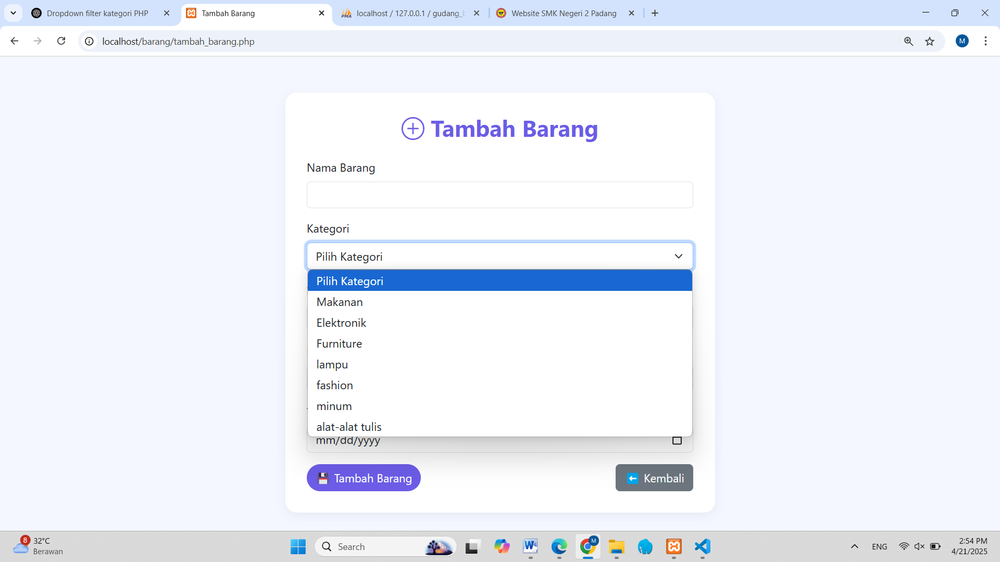 Dropdown filter kategori PHP
Tambah Barang
localhost / 127.0.0.1 / gudang_b
Website SMK Negeri 2 Padang
localhost/barang/tambah_barang.php
M
Tambah Barang
Nama Barang
Kategori
Pilih Kategori
Pilih Kategori
Makanan
Elektronik
Furniture
lampu
fashion
minum
alat-alat tulis
mm/dd/yyyy
Tambah Barang
Kembali
8
32°C
Berawan
Search
M
ENG
2:54 PM
4/21/2025